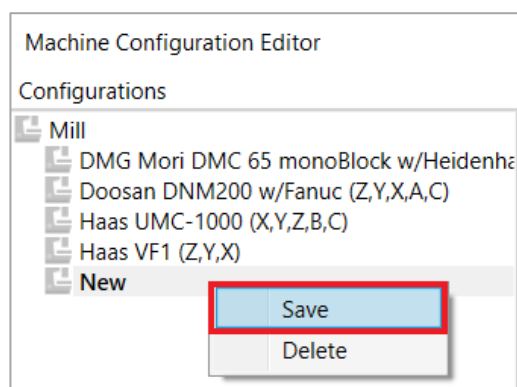 Machine Configuration Editor
Configurations
Mill
DMG Mori DMC 65 monoBlock w/Heidenha
Doosan DNM200 w/Fanuc (Z,Y,X,A,C)
Haas UMC-1000 (X,Y,Z,B,C)
Haas VF1 (Z,Y,X)
New
Save
Delete